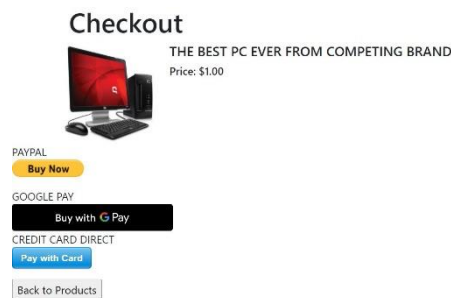 Checkout
THE BEST PC EVER FROM COMPETING BRAND
Price: $1.00
PAYPAL
Buy Now
GOOGLE PAY
Buy with G Pay
CREDIT CARD DIRECT
Pay with Card
Back to Products